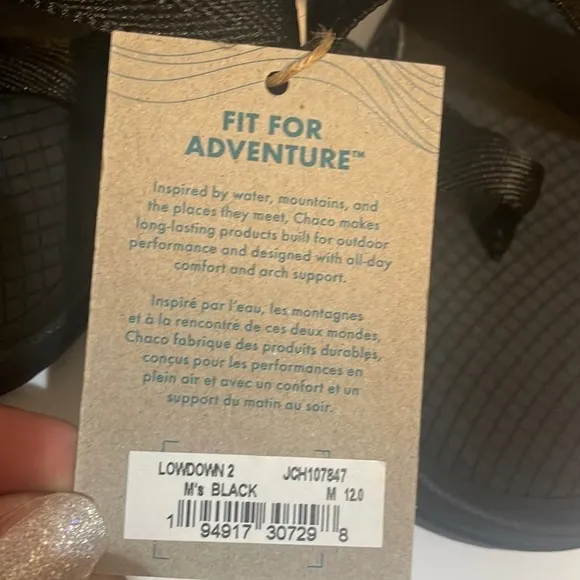 FIT FOR
ADVENTURE™
Inspired by water, mountains, and
the places they meet, Chaco makes
long-lasting products built for outdoor
performance and designed with all-day
comfort and arch support.
Inspiré par l'eau, les montagnes
et à la rencontre de ces deux mondes,
Chaco fabrique des produits durables,
conçus pour les performances en
plein air et avec un confort et un
support du matin au soir.
LOWDOWN 2 JCH107847
M's BLACK M 12.0
1 94917 30729 8